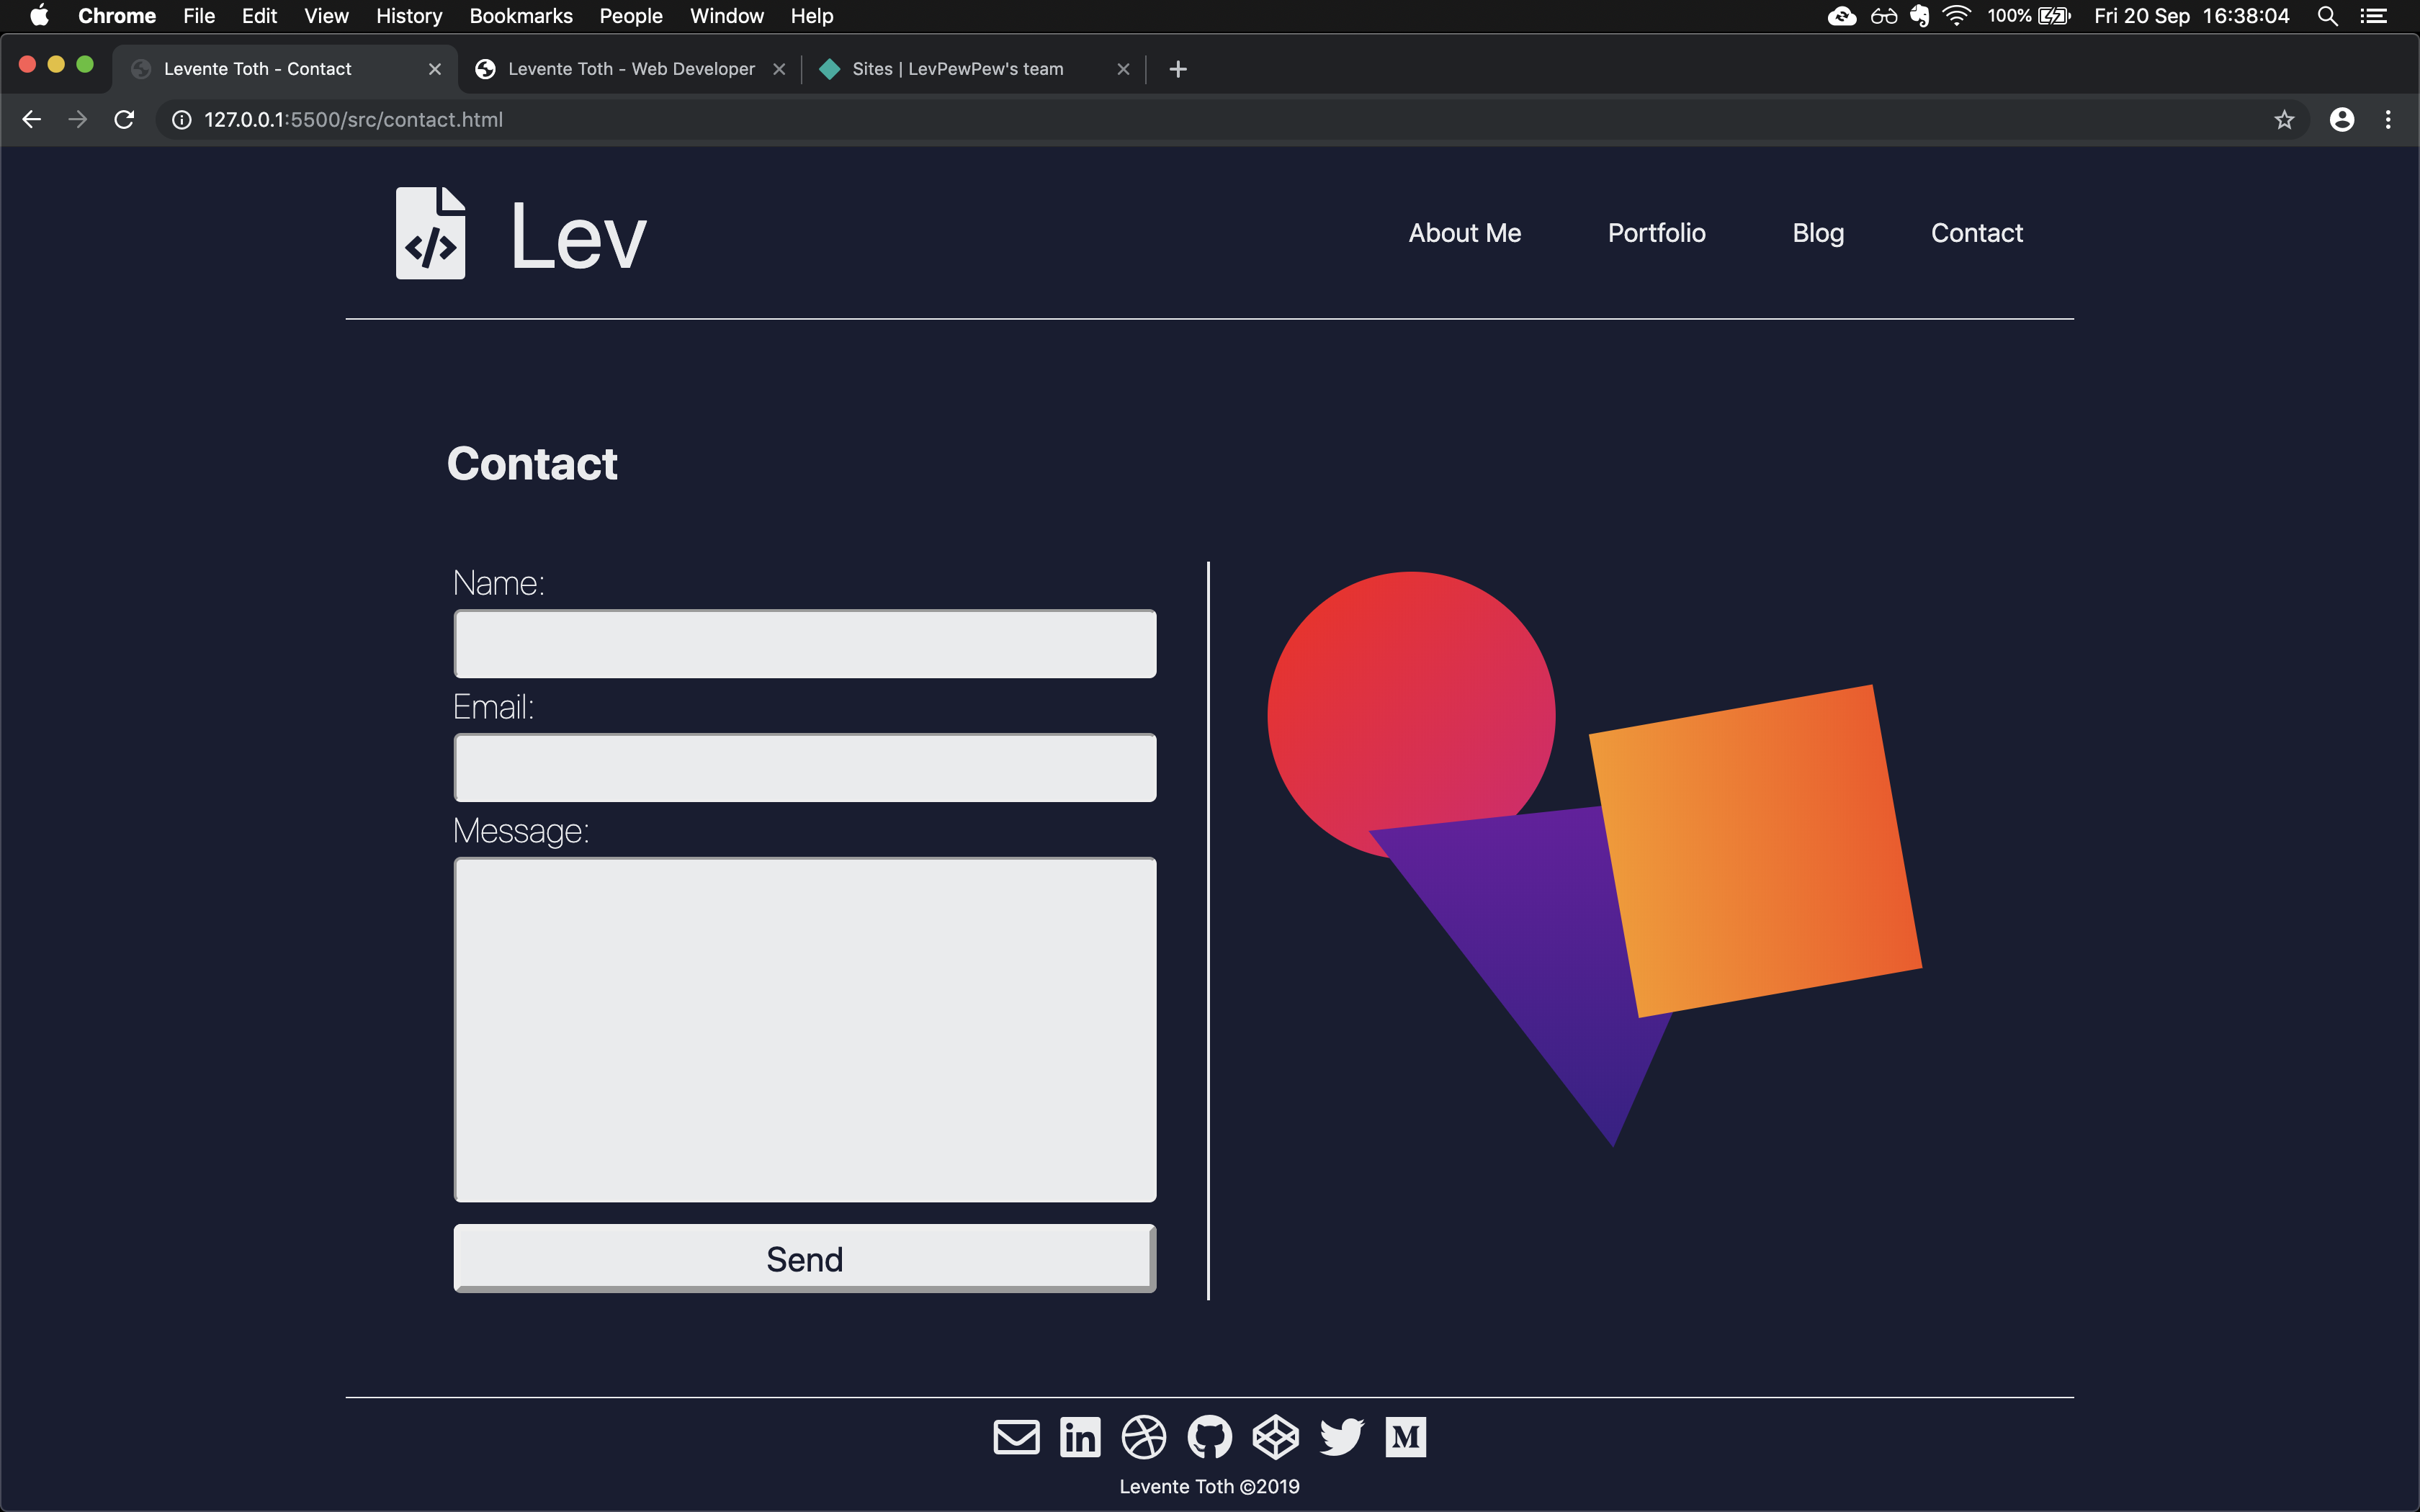 Chrome File Edit View History Bookmarks People Window Help 100% Fri 20 Sep 16:38:04
Levente Toth - Contact Levente Toth - Web Developer Sites | LevPewPew's team
127.0.0.1:5500/src/contact.html
</> Lev About Me Portfolio Blog Contact
Contact
Name:
Email:
Message:
Send
in M
Levente Toth ©2019